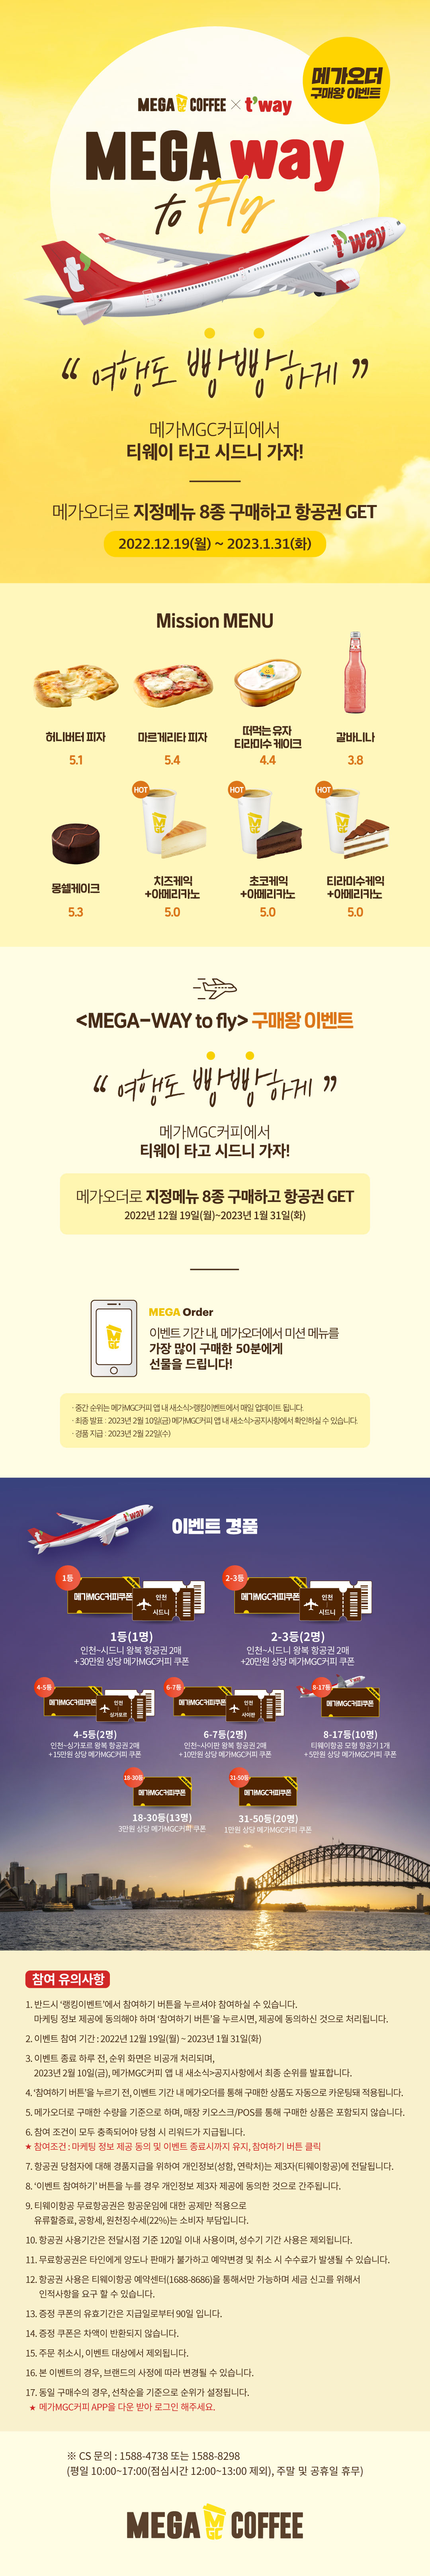 메가오더
구매왕 이벤트
MEGA MGC COFFEE × t'way
MEGA way
to Fly
t'way
“ 여행도 빵빵하게 ”
메가MGC커피에서
티웨이 타고 시드니 가자!
메가오더로 지정메뉴 8종 구매하고 항공권 GET
2022.12.19(월) ~ 2023.1.31(화)
Mission MENU
허니버터 피자
5.1
마르게리타 피자
5.4
떠먹는 유자
티라미수 케이크
4.4
갈바니나
3.8
몽쉘케이크
5.3
HOT
치즈케익
+아메리카노
5.0
HOT
초코케익
+아메리카노
5.0
HOT
티라미수케익
+아메리카노
5.0
<MEGA-WAY to fly> 구매왕 이벤트
“ 여행도 빵빵하게 ”
메가MGC커피에서
티웨이 타고 시드니 가자!
메가오더로 지정메뉴 8종 구매하고 항공권 GET
2022년 12월 19일(월)~2023년 1월 31일(화)
MEGA Order
이벤트 기간 내, 메가오더에서 미션 메뉴를
가장 많이 구매한 50분에게
선물을 드립니다!
· 중간 순위는 메가MGC커피 앱 내 새소식>랭킹이벤트에서 매일 업데이트 됩니다.
· 최종 발표 : 2023년 2월 10일(금) 메가MGC커피 앱 내 새소식>공지사항에서 확인하실 수 있습니다.
· 경품 지급 : 2023년 2월 22일(수)
t'way
이벤트 경품
1등
메가MGC커피쿠폰
인천
시드니
1등(1명)
인천~시드니 왕복 항공권 2매
+ 30만원 상당 메가MGC커피 쿠폰
2-3등
메가MGC커피쿠폰
인천
시드니
2-3등(2명)
인천~시드니 왕복 항공권 2매
+20만원 상당 메가MGC커피 쿠폰
4-5등
메가MGC커피쿠폰
인천
싱가포르
4-5등(2명)
인천~싱가포르 왕복 항공권 2매
+ 15만원 상당 메가MGC커피 쿠폰
6-7등
메가MGC커피쿠폰
인천
사이판
6-7등(2명)
인천~사이판 왕복 항공권 2매
+ 10만원 상당 메가MGC커피 쿠폰
8-17등
메가MGC커피쿠폰
8-17등(10명)
티웨이항공 모형 항공기 1개
+ 5만원 상당 메가MGC커피 쿠폰
18-30등
메가MGC커피쿠폰
18-30등(13명)
3만원 상당 메가MGC커피 쿠폰
31-50등
메가MGC커피쿠폰
31-50등(20명)
1만원 상당 메가MGC커피 쿠폰
참여 유의사항
1. 반드시 ‘랭킹이벤트’에서 참여하기 버튼을 누르셔야 참여하실 수 있습니다.
마케팅 정보 제공에 동의해야 하며 ‘참여하기’ 버튼을 누르시면, 제공에 동의하신 것으로 처리됩니다.
2. 이벤트 참여 기간 : 2022년 12월 19일(월) ~ 2023년 1월 31일(화)
3. 이벤트 종료 하루 전, 순위 화면은 비공개 처리되며,
2023년 2월 10일(금), 메가MGC커피 앱 내 새소식>공지사항에서 최종 순위를 발표합니다.
4. ‘참여하기 버튼’을 누르기 전, 이벤트 기간 내 메가오더를 통해 구매한 상품도 자동으로 카운팅돼 적용됩니다.
5. 메가오더로 구매한 수량을 기준으로 하며, 매장 키오스크/POS를 통해 구매한 상품은 포함되지 않습니다.
6. 참여 조건이 모두 충족되어야 당첨 시 리워드가 지급됩니다.
★ 참여조건 : 마케팅 정보 제공 동의 및 이벤트 종료시까지 유지, 참여하기 버튼 클릭
7. 항공권 당첨자에 대해 경품지급을 위하여 개인정보(성함, 연락처)는 제3자(티웨이항공)에 전달됩니다.
8. ‘이벤트 참여하기’ 버튼을 누를 경우 개인정보 제3자 제공에 동의한 것으로 간주됩니다.
9. 티웨이항공 무료항공권은 항공운임에 대한 공제만 적용으로
유류할증료, 공항세, 원천징수세(22%)는 소비자 부담입니다.
10. 항공권 사용기간은 전달시점 기준 120일 이내 사용이며, 성수기 기간 사용은 제외됩니다.
11. 무료항공권은 타인에게 양도나 판매가 불가하고 예약변경 및 취소 시 수수료가 발생될 수 있습니다.
12. 항공권 사용은 티웨이항공 예약센터(1688-8686)을 통해서만 가능하며 세금 신고를 위해서
인적사항을 요구 할 수 있습니다.
13. 증정 쿠폰의 유효기간은 지급일로부터 90일 입니다.
14. 증정 쿠폰은 차액이 반환되지 않습니다.
15. 주문 취소시, 이벤트 대상에서 제외됩니다.
16. 본 이벤트의 경우, 브랜드의 사정에 따라 변경될 수 있습니다.
17. 동일 구매수의 경우, 선착순을 기준으로 순위가 설정됩니다.
★ 메가MGC커피 APP을 다운 받아 로그인 해주세요.
※ CS 문의 : 1588-4738 또는 1588-8298
(평일 10:00~17:00(점심시간 12:00~13:00 제외), 주말 및 공휴일 휴무)
MEGA MGC COFFEE